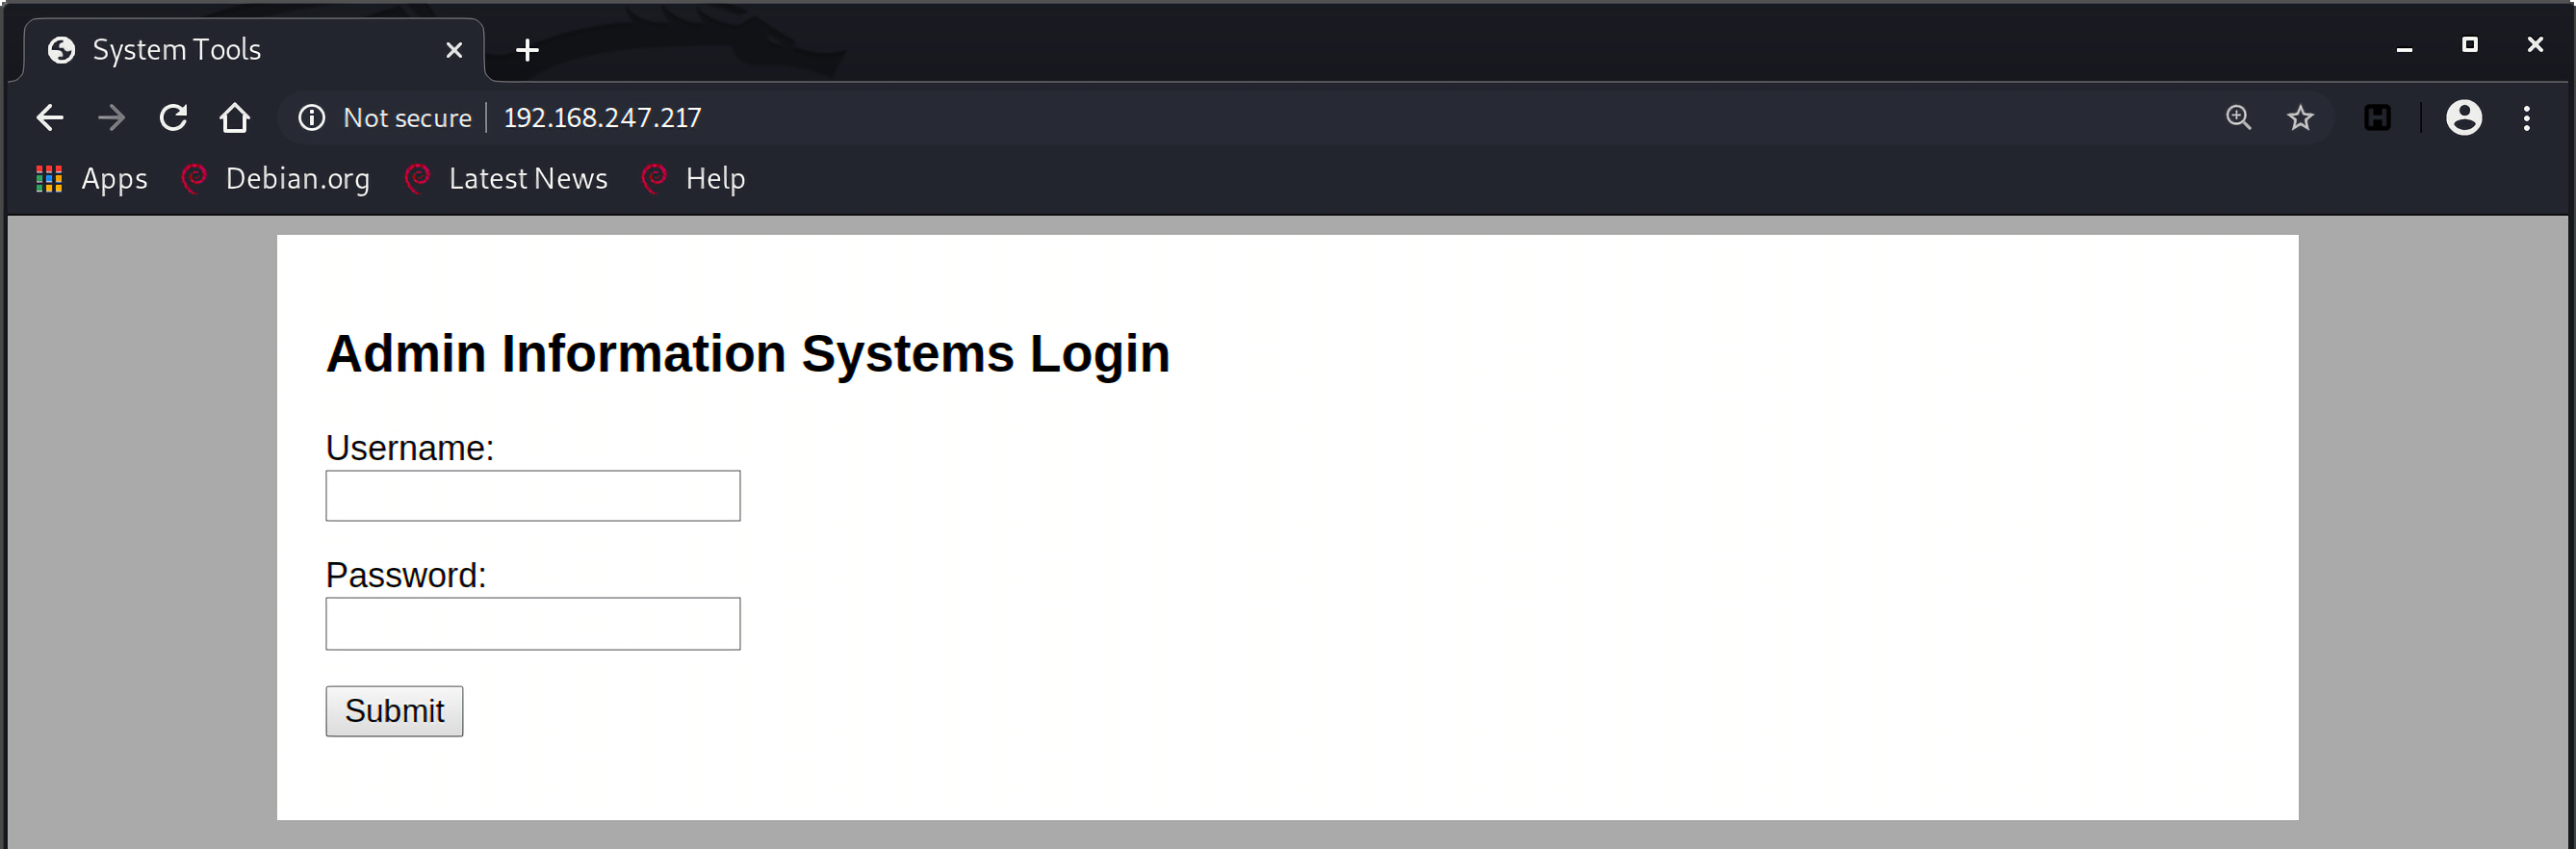 System Tools
Not secure 192.168.247.217
Apps Debian.org Latest News Help
Admin Information Systems Login
Username:
Password:
Submit